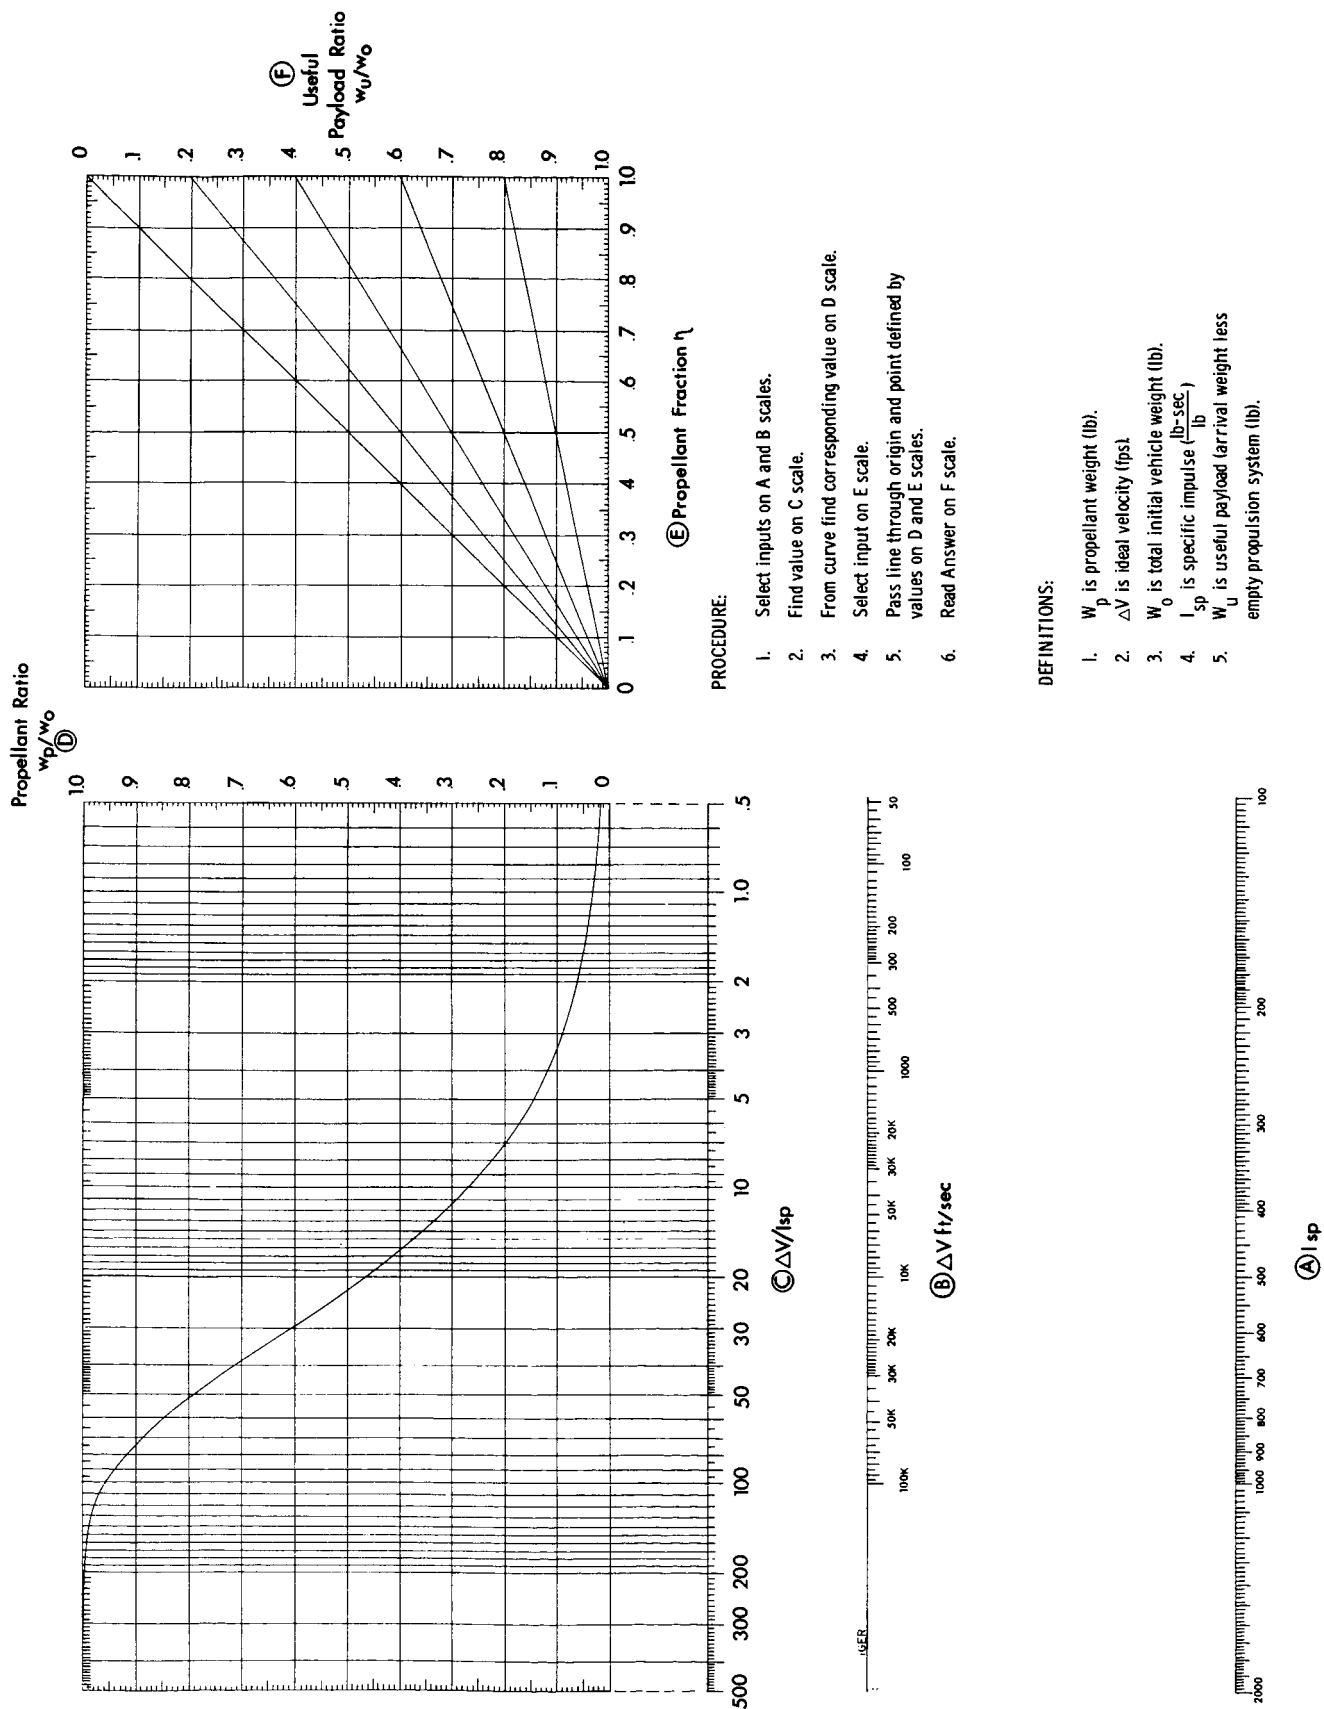 Propellant Ratio
wp/wo
Ⓓ
1.0
.9
.8
.7
.6
.5
.4
.3
.2
.1
0
500
300
200
100
50
30
20
10
5
3
2
1.0
.5
Ⓒ ΔV/Isp
100K
50K
30K
20K
10K
50K
30K
20K
1000
500
300
200
100
50
Ⓑ ΔV ft/sec
2000
1000
900
800
700
600
500
400
300
200
100
Ⓐ Isp
Ⓕ
Useful
Payload Ratio
wu/wo
0
.1
.2
.3
.4
.5
.6
.7
.8
.9
1.0
0
.1
.2
.3
.4
.5
.6
.7
.8
.9
1.0
Ⓔ Propellant Fraction η
PROCEDURE:
1. Select inputs on A and B scales.
2. Find value on C scale.
3. From curve find corresponding value on D scale.
4. Select input on E scale.
5. Pass line through origin and point defined by
values on D and E scales.
6. Read Answer on F scale.
DEFINITIONS:
1. Wp is propellant weight (lb).
2. ΔV is ideal velocity (fps).
3. Wo is total initial vehicle weight (lb).
4. Isp is specific impulse (lb-sec/lb)
5. Wu is useful payload (arrival weight less
empty propulsion system (lb).